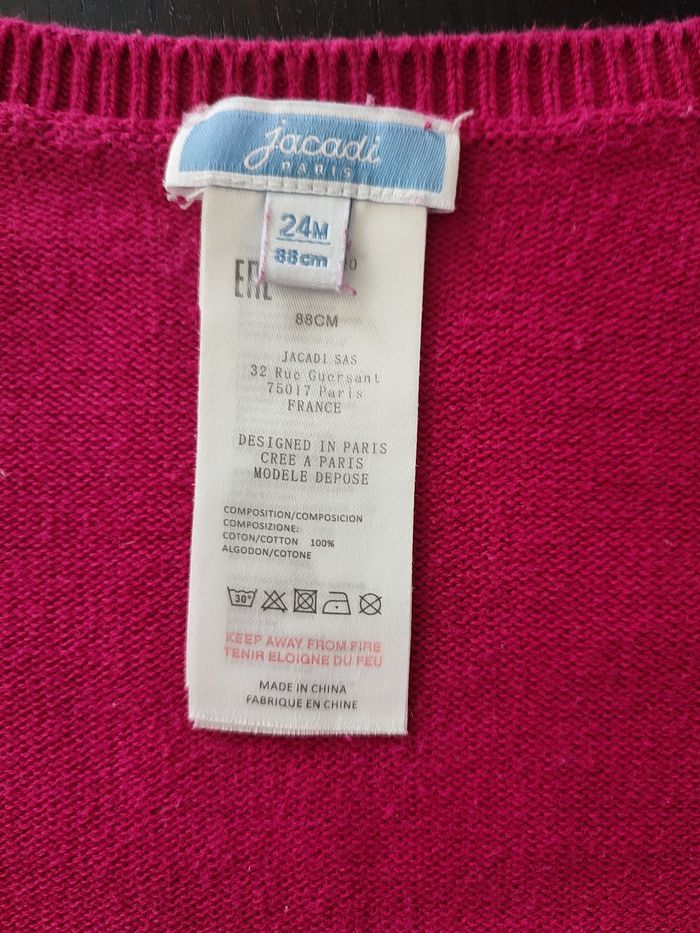 jacadi
PARIS
24M
88cm
88CM
JACADI SAS
32 Rue Guersant
75017 Paris
FRANCE
DESIGNED IN PARIS
CREE A PARIS
MODELE DEPOSE
COMPOSITION/COMPOSICION
COMPOSIZIONE:
COTON/COTTON 100%
ALGODON/COTONE
30°
KEEP AWAY FROM FIRE
TENIR ELOIGNE DU FEU
MADE IN CHINA
FABRIQUE EN CHINE